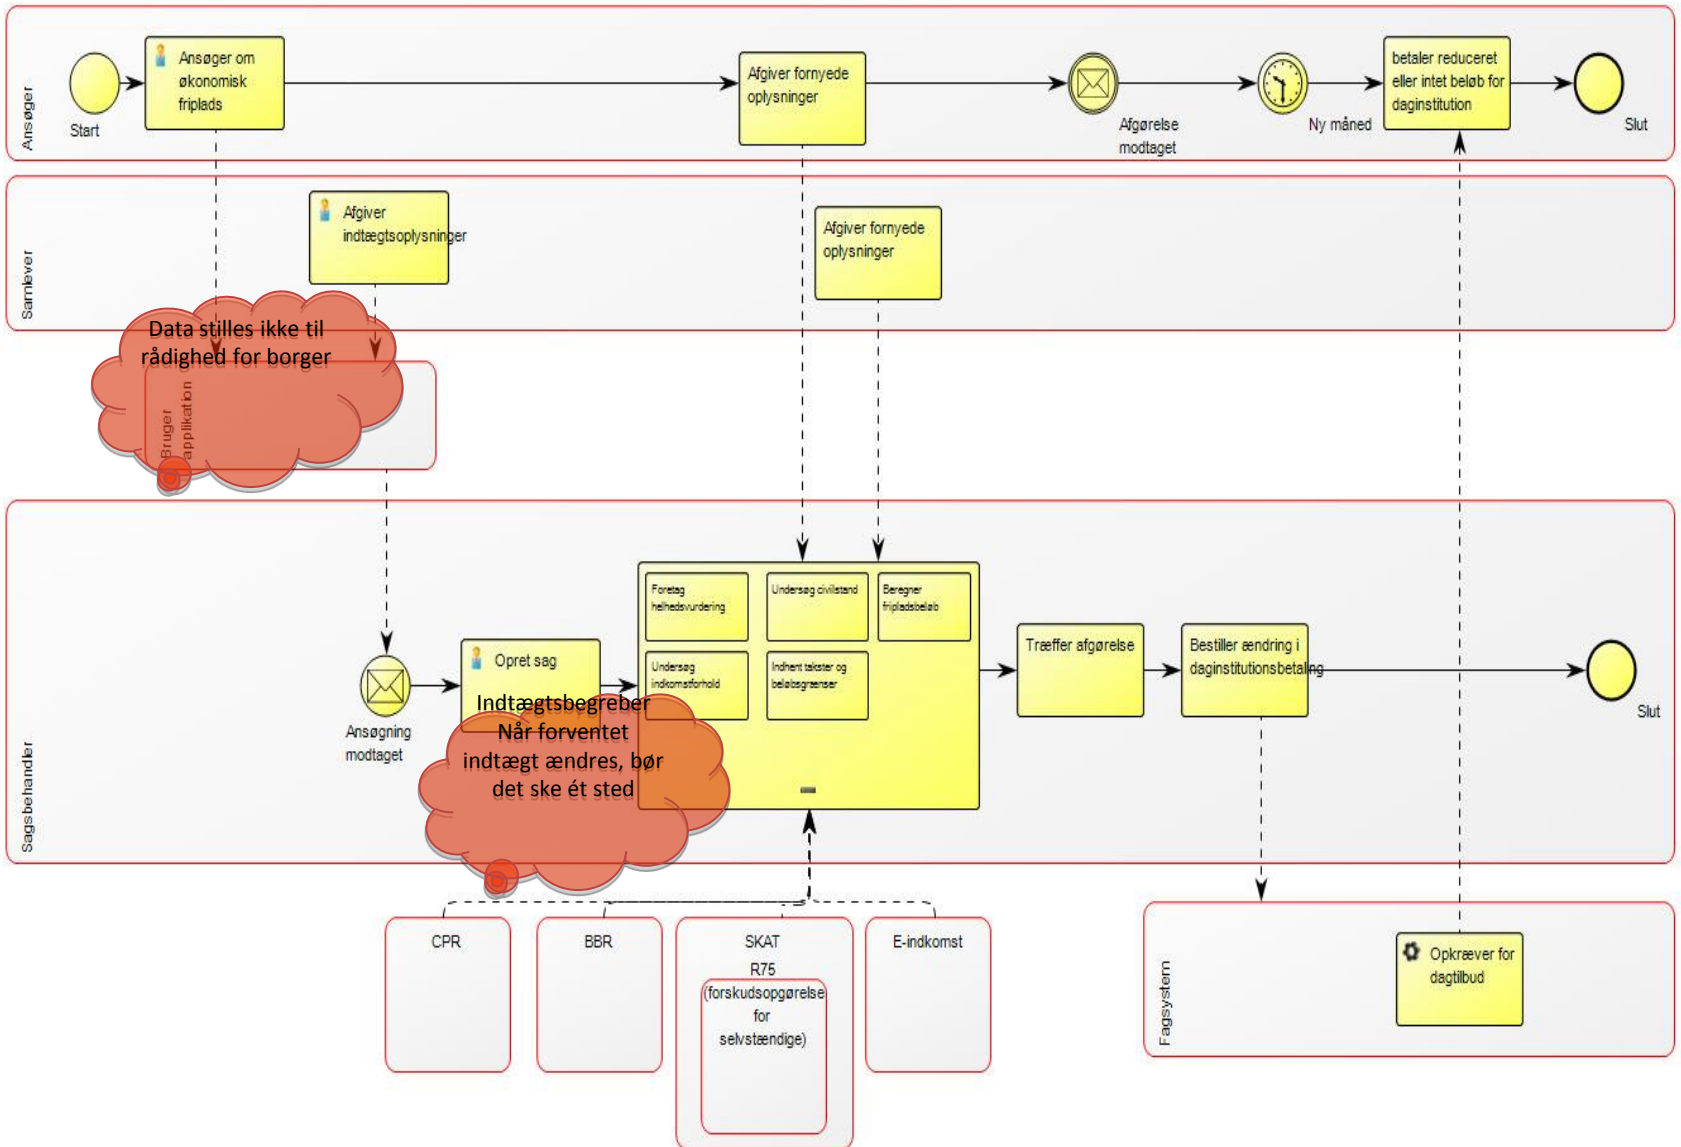 Ansøger
Start
Ansøger om
økonomisk
friplads
Afgiver fornyede
oplysninger
Afgørelse
modtaget
Ny måned
betaler reduceret
eller intet beløb for
daginstitution
Slut
Samlever
Afgiver
indtægtsoplysninger
Afgiver fornyede
oplysninger
Data stilles ikke til
rådighed for borger
Bruger
applikation
Sagsbehandler
Ansøgning
modtaget
Opret sag
Indtægtsbegreber
Når forventet
indtægt ændres, bør
det ske ét sted
Foretag
helhedsvurdering
Undersøg civilstand
Beregner
fripladsbeløb
Undersøg
indkomstforhold
Indhent takster og
beløbsgrænser
Træffer afgørelse
Bestiller ændring i
daginstitutionsbetaling
Slut
CPR
BBR
SKAT
R75
(forskudsopgørelse
for
selvstændige)
E-indkomst
Fagsystem
Opkræver for
dagtilbud